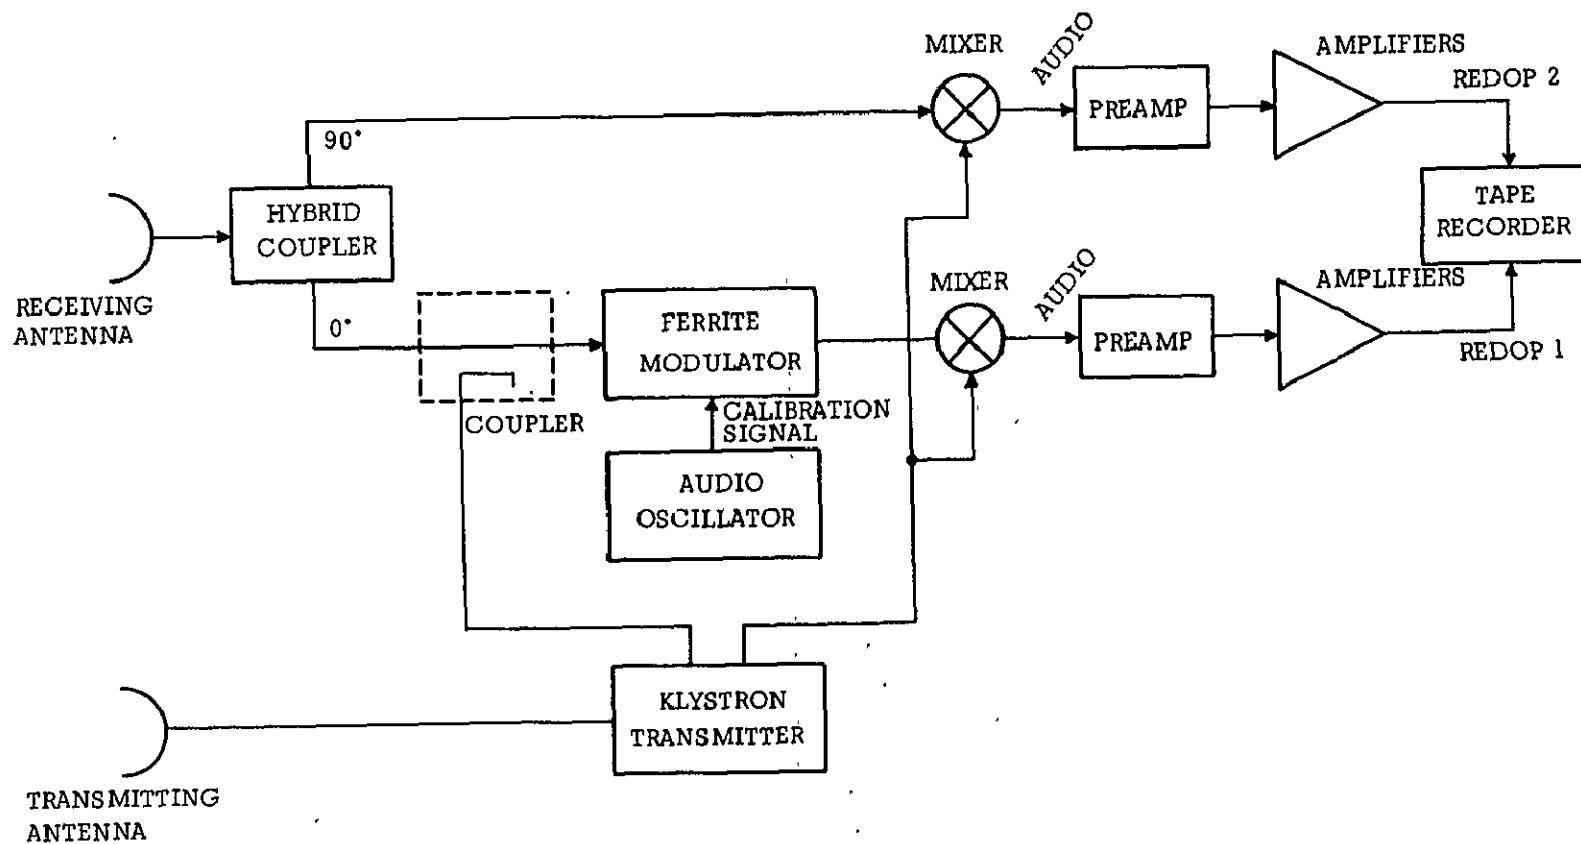 MIXER
AUDIO
AMPLIFIERS
REDOP 2
PREAMP
90°
HYBRID
COUPLER
TAPE
RECORDER
RECEIVING
ANTENNA
0°
FERRITE
MODULATOR
MIXER
AUDIO
AMPLIFIERS
PREAMP
REDOP 1
COUPLER
CALIBRATION
SIGNAL
AUDIO
OSCILLATOR
KLYSTRON
TRANSMITTER
TRANSMITTING
ANTENNA